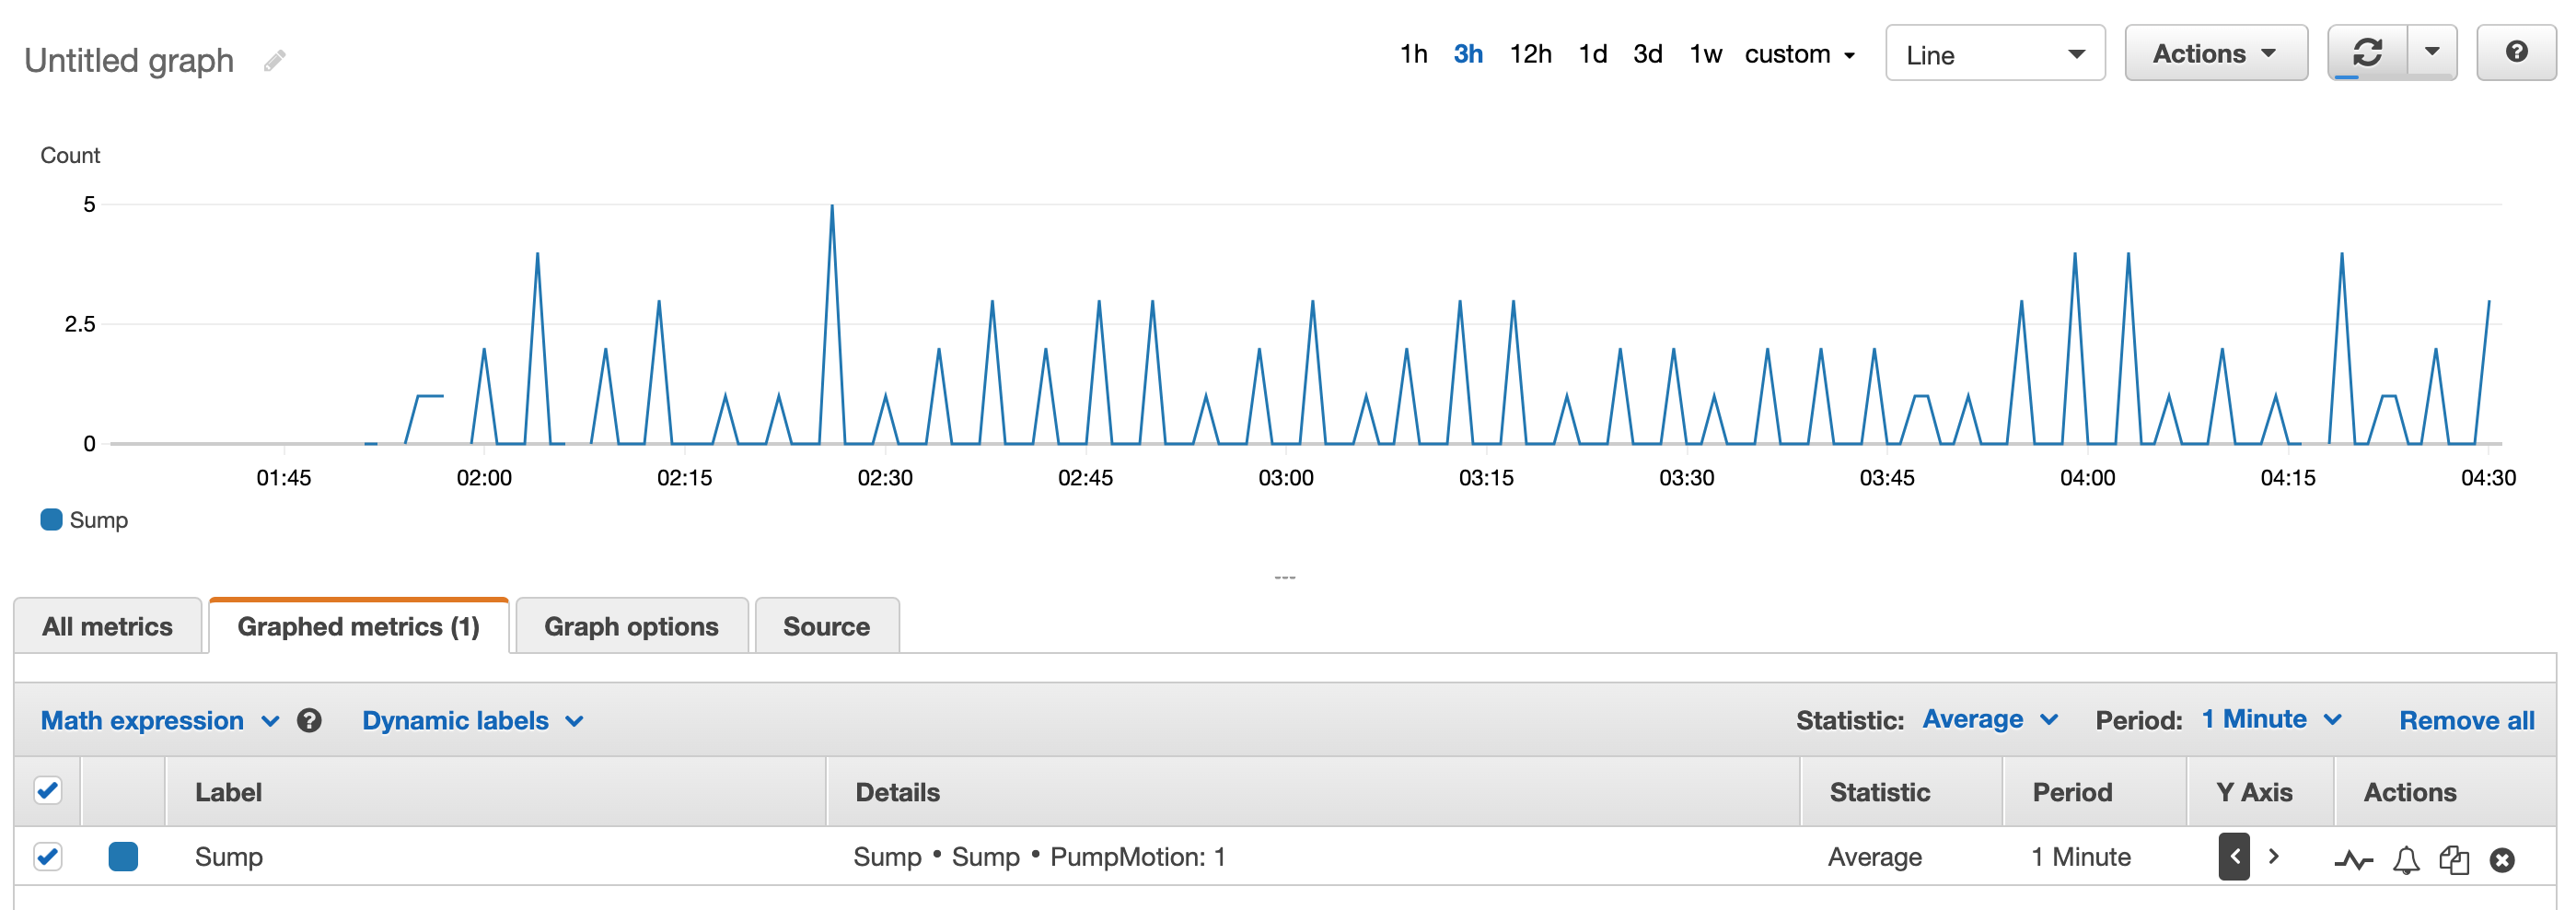 Untitled graph
1h 3h 12h 1d 3d 1w custom Line Actions
Count
5
2.5
0
01:45 02:00 02:15 02:30 02:45 03:00 03:15 03:30 03:45 04:00 04:15 04:30
Sump
All metrics Graphed metrics (1) Graph options Source
Math expression Dynamic labels Statistic: Average Period: 1 Minute Remove all
Label Details Statistic Period Y Axis Actions
Sump Sump • Sump • PumpMotion: 1 Average 1 Minute